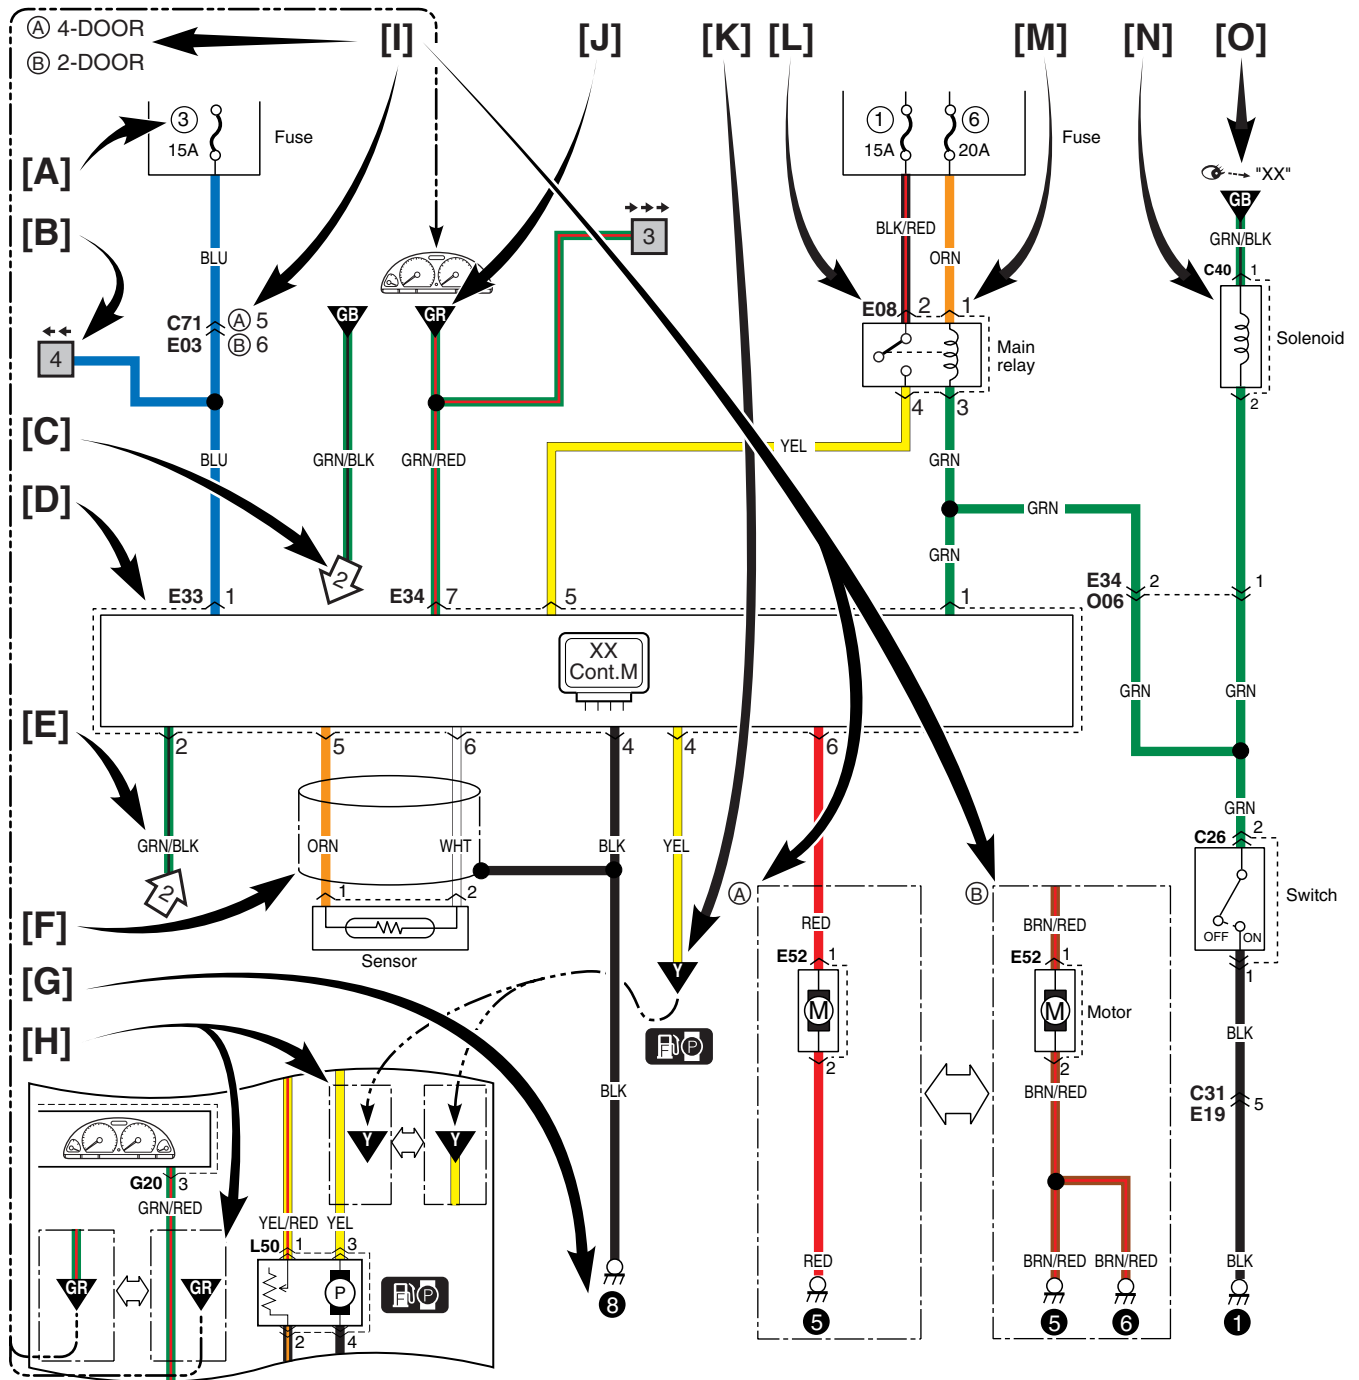 Ⓐ 4-DOOR
Ⓑ 2-DOOR
[I]
[J]
[K]
[L]
[M]
[N]
[O]
[A]
③
15A
Fuse
①
15A
⑥
20A
Fuse
"XX"
GB
GRN/BLK
[B]
BLU
3
BLK/RED
ORN
C40
1
C71
E03
Ⓐ 5
Ⓑ 6
GB
GR
E08
2
1
4
Main
relay
4
3
Solenoid
2
[C]
BLU
GRN/BLK
GRN/RED
YEL
GRN
[D]
GRN
GRN
2
E33
1
E34
7
5
1
E34
O06
2
1
XX
Cont.M
GRN
GRN
[E]
2
5
6
4
4
6
GRN/BLK
ORN
WHT
BLK
YEL
GRN
C26
2
2
1
2
Ⓐ
Ⓑ
Switch
OFF
ON
1
[F]
Sensor
RED
BRN/RED
E52
1
E52
1
[G]
Y
M
M
Motor
[H]
F
P
2
2
BLK
BLK
BRN/RED
C31
E19
5
Y
Y
G20
3
GRN/RED
YEL/RED
YEL
L50
1
3
RED
BRN/RED
BRN/RED
BLK
GR
GR
P
F
P
2
4
8
5
5
6
1